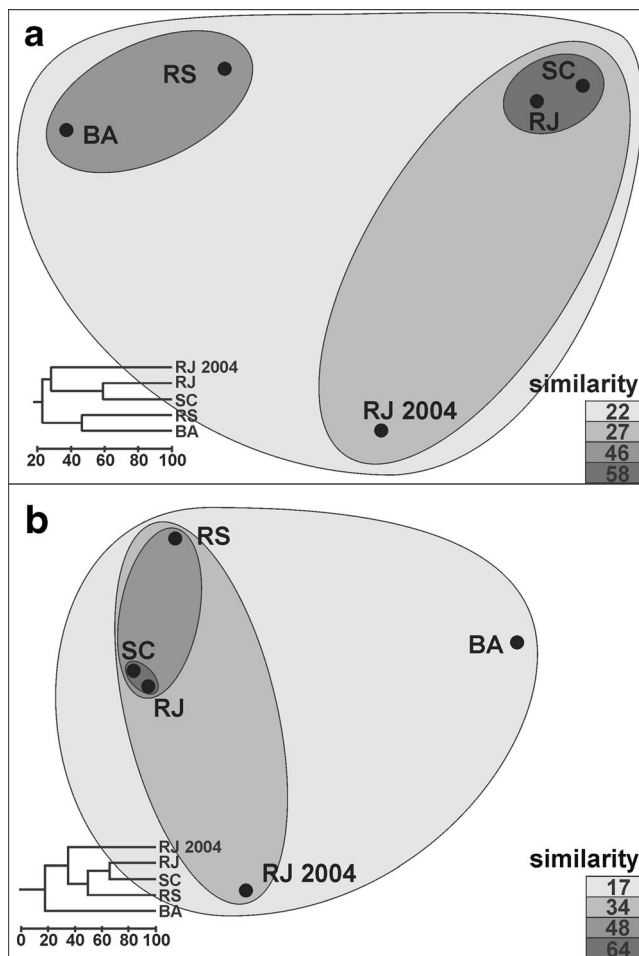 a
RS
BA
SC
RJ
RJ 2004
RJ 2004
RJ
SC
RS
BA
20 40 60 80 100
similarity
22
27
46
58
b
RS
BA
SC
RJ
RJ 2004
RJ 2004
RJ
SC
RS
BA
0 20 40 60 80 100
similarity
17
34
48
64